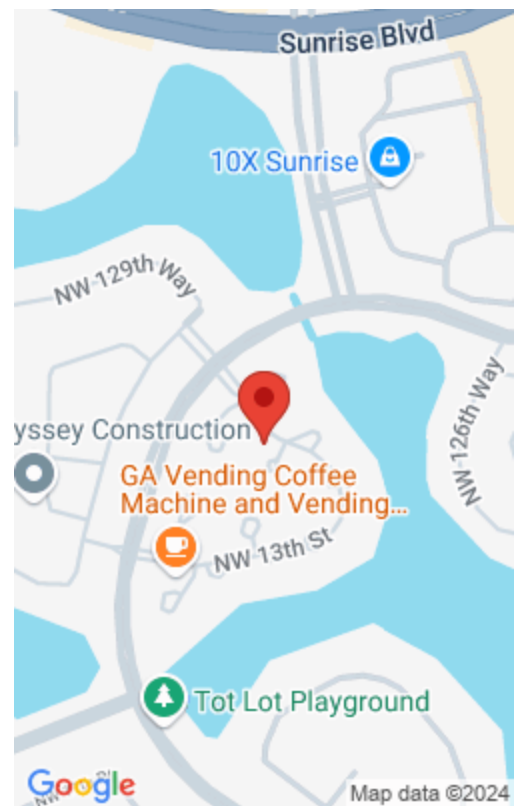 Sunrise Blvd
10X Sunrise
NW 129th Way
NW 126th Way
yssey Construction
GA Vending Coffee
Machine and Vending...
NW 13th St
Tot Lot Playground
NW
Google
Map data ©2024